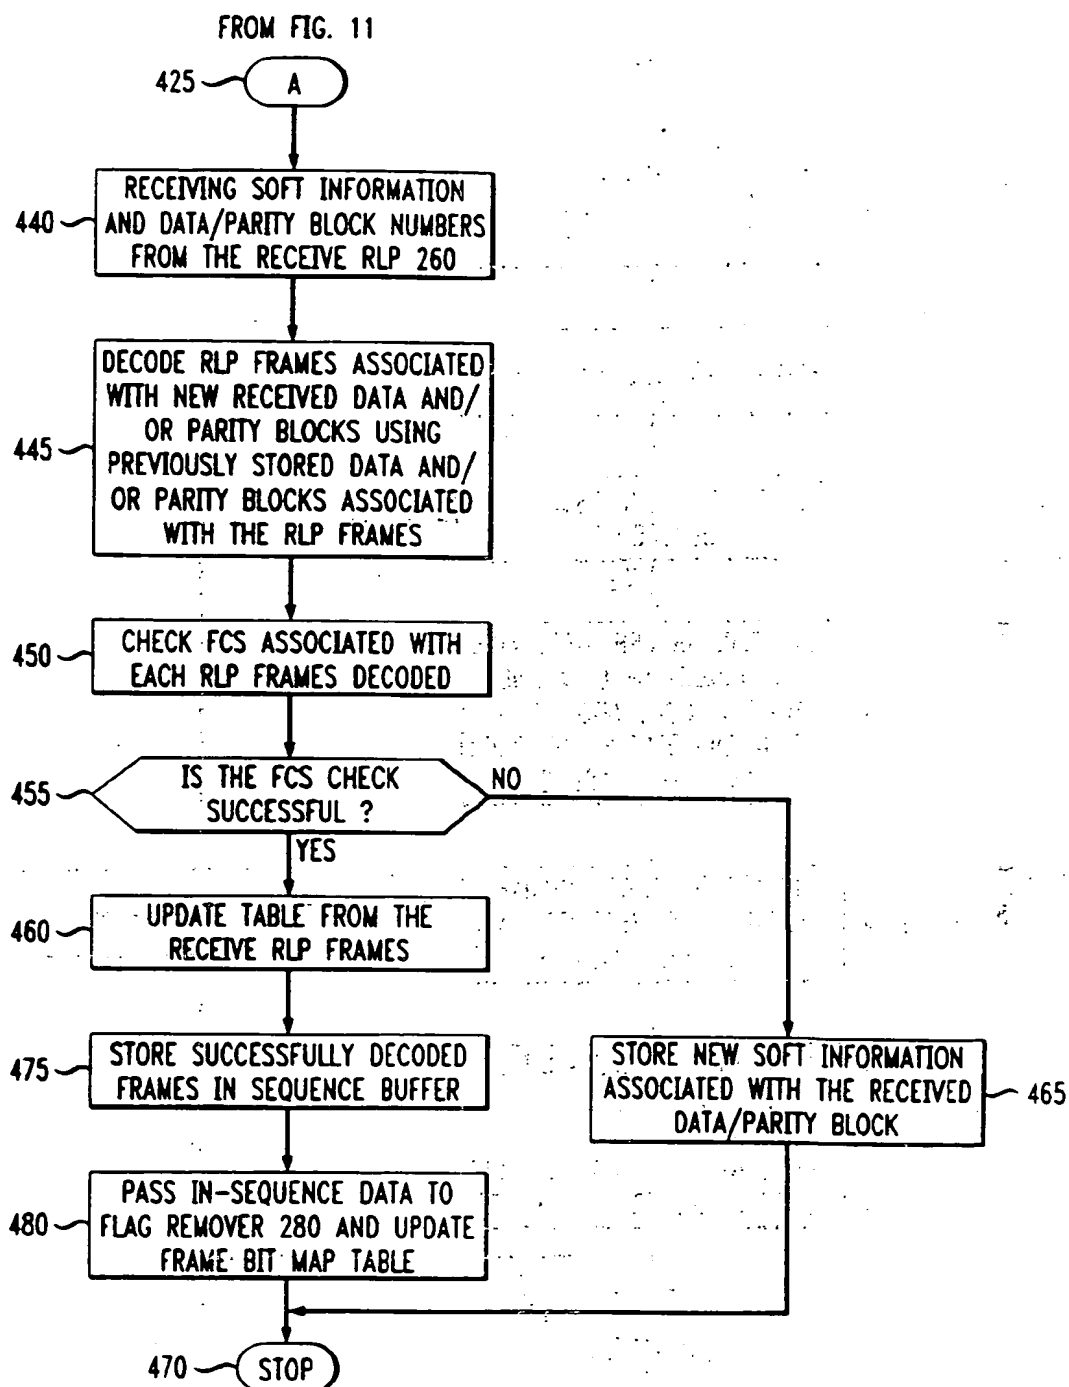 FROM FIG. 11
425
A
RECEIVING SOFT INFORMATION
AND DATA/PARITY BLOCK NUMBERS
FROM THE RECEIVE RLP 260
440
DECODE RLP FRAMES ASSOCIATED
WITH NEW RECEIVED DATA AND/
OR PARITY BLOCKS USING
PREVIOUSLY STORED DATA AND/
OR PARITY BLOCKS ASSOCIATED
WITH THE RLP FRAMES
445
CHECK FCS ASSOCIATED WITH
EACH RLP FRAMES DECODED
450
IS THE FCS CHECK
SUCCESSFUL ?
455
NO
YES
UPDATE TABLE FROM THE
RECEIVE RLP FRAMES
460
STORE SUCCESSFULLY DECODED
FRAMES IN SEQUENCE BUFFER
475
STORE NEW SOFT INFORMATION
ASSOCIATED WITH THE RECEIVED
DATA/PARITY BLOCK
465
PASS IN-SEQUENCE DATA TO
FLAG REMOVER 280 AND UPDATE
FRAME BIT MAP TABLE
480
470
STOP